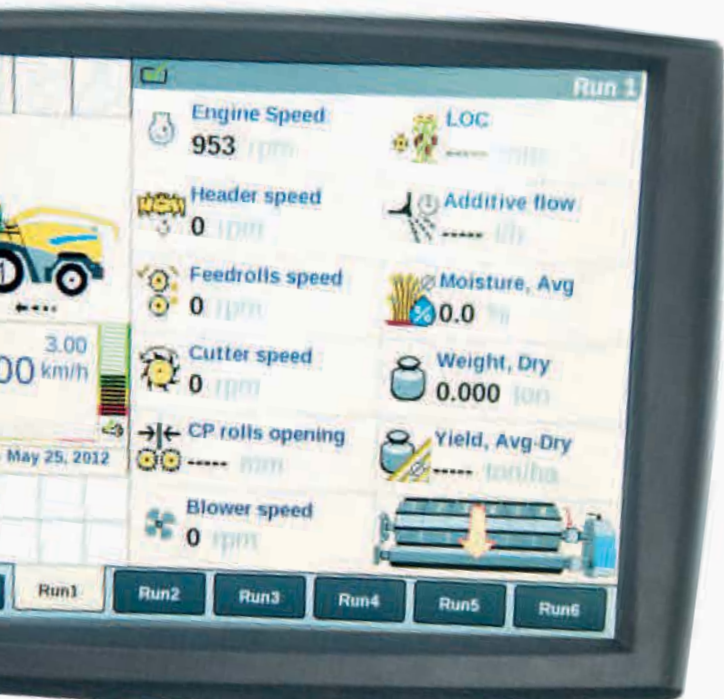 Run 1
Engine Speed
953 rpm
LOC
----- mm
Header speed
0 rpm
Additive flow
----- l/h
Feedrolls speed
0 rpm
Moisture, Avg
0.0 %
Cutter speed
0 rpm
Weight, Dry
0.000 ton
CP rolls opening
----- mm
Yield, Avg-Dry
----- ton/ha
Blower speed
0 rpm
3.00
00 km/h
May 25, 2012
Run1
Run2
Run3
Run4
Run5
Run6